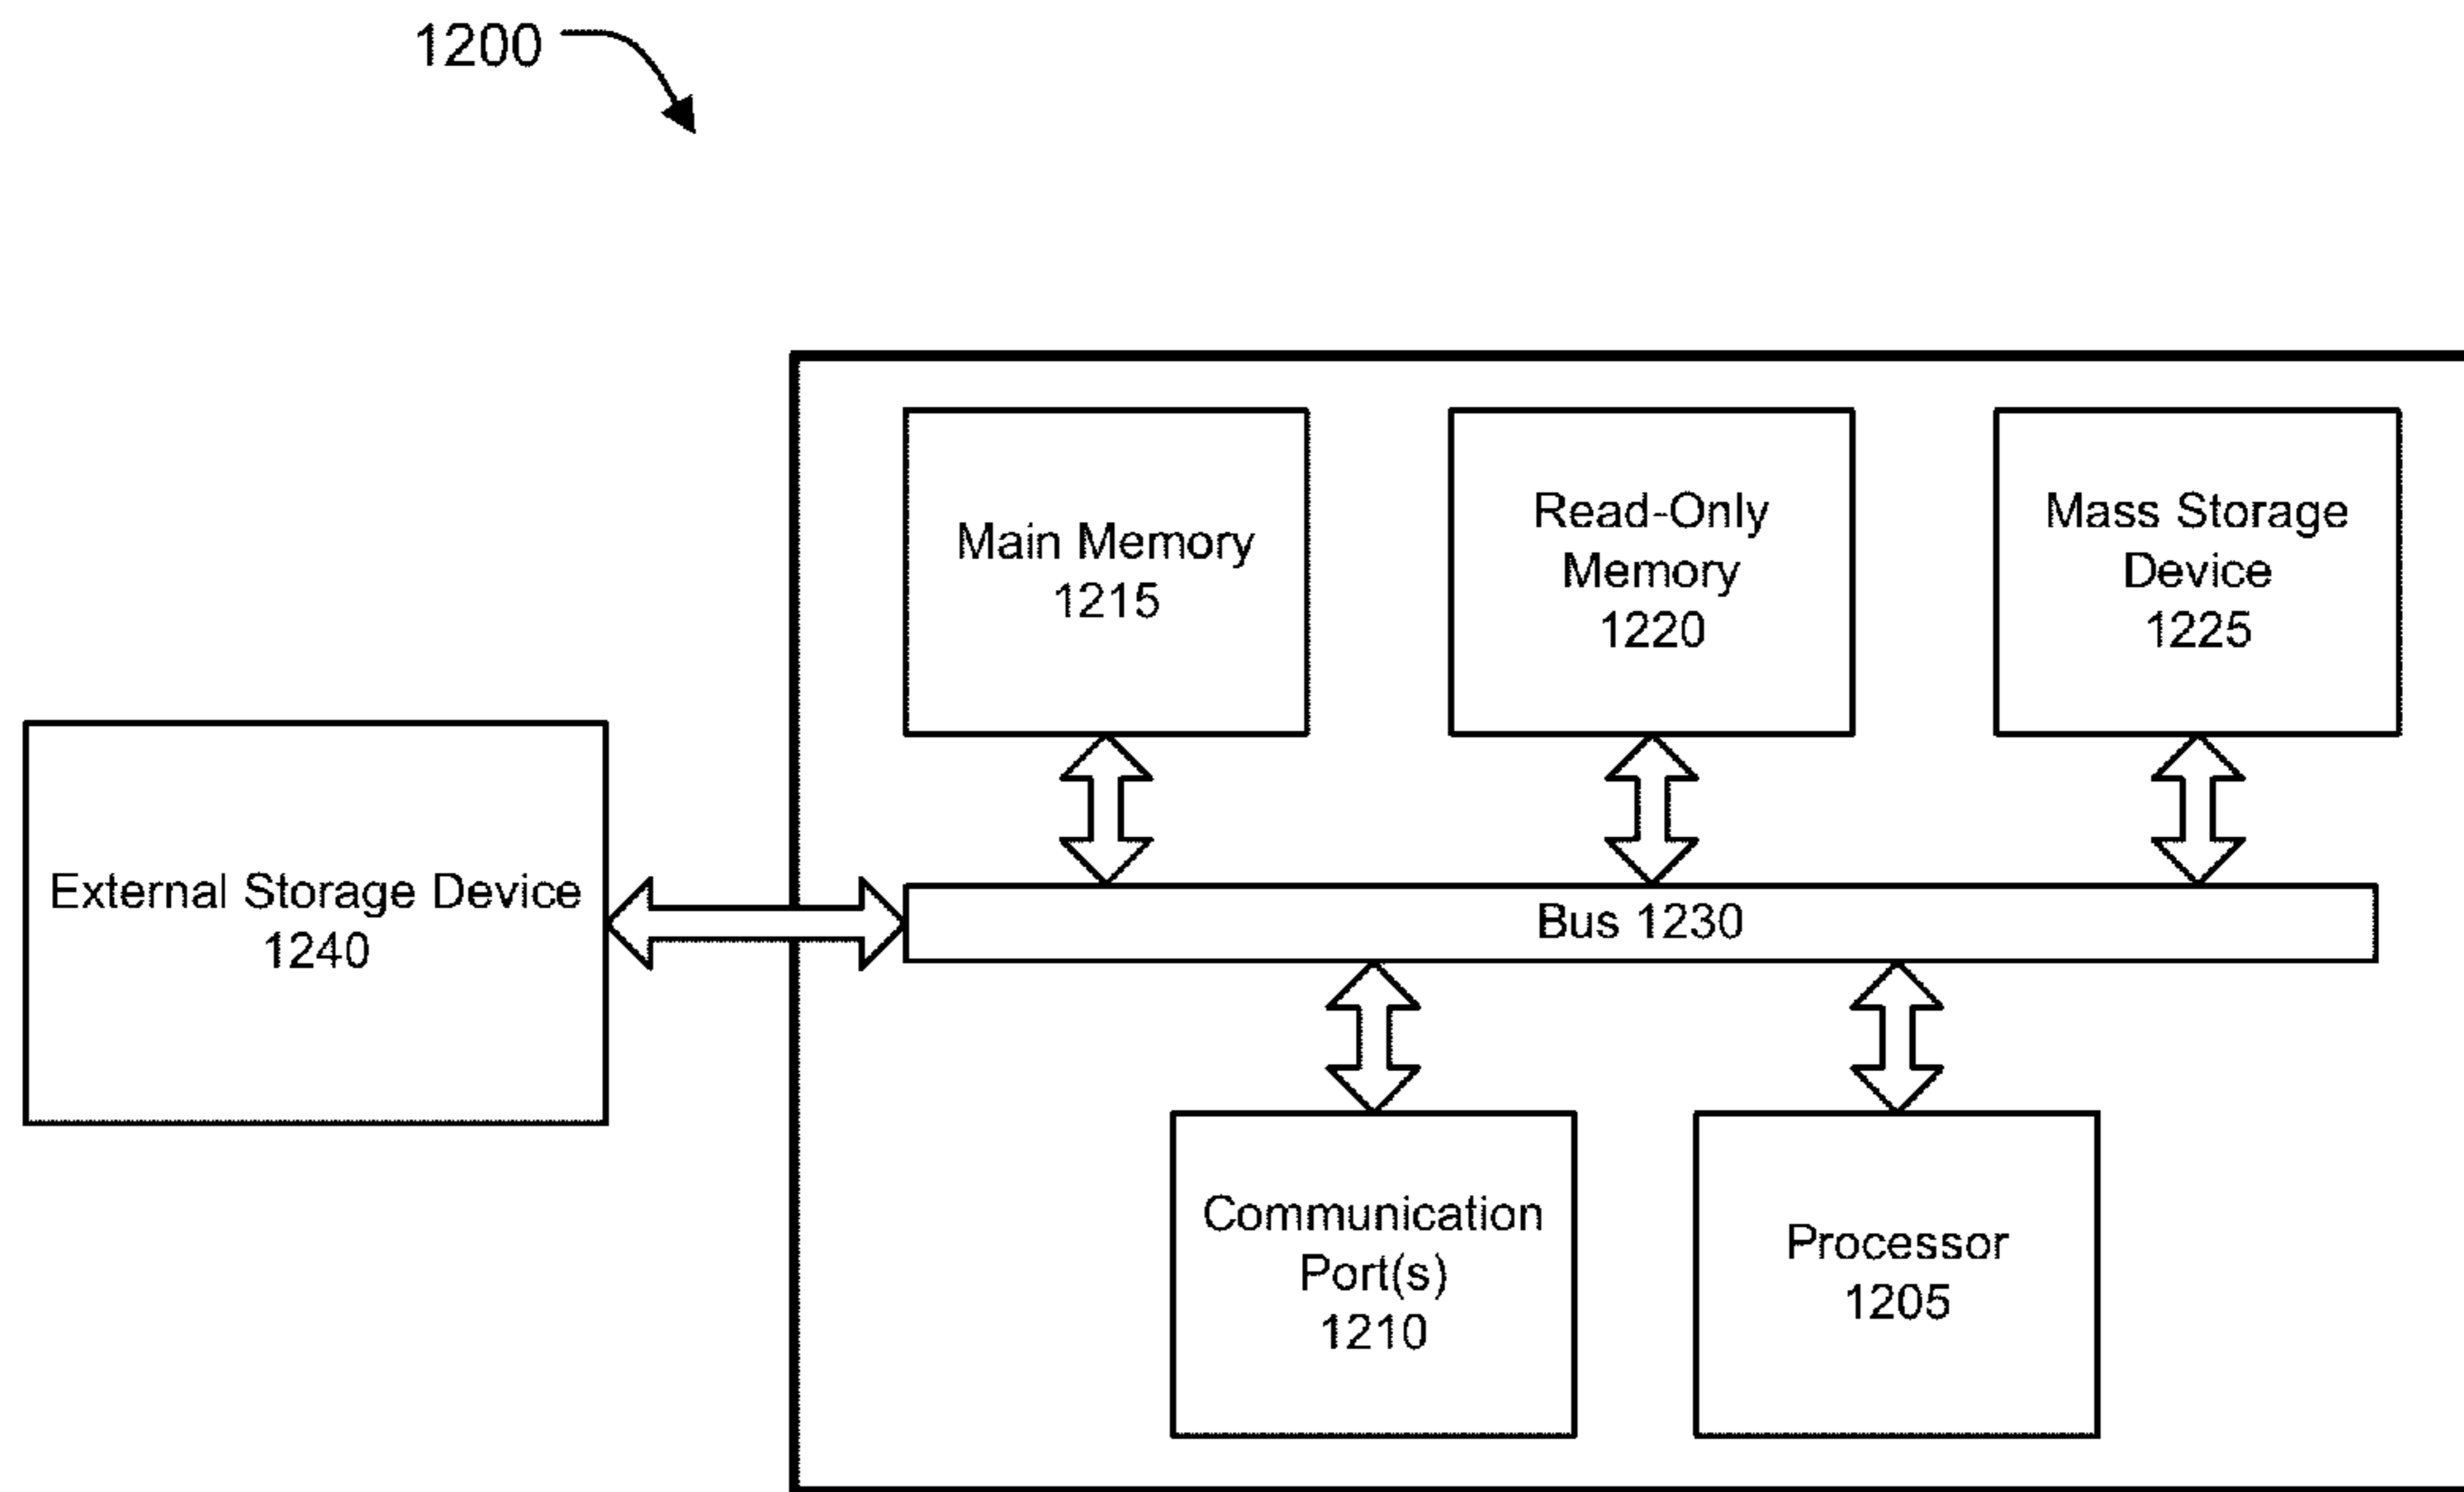 1200
Main Memory
1215
Read-Only
Memory
1220
Mass Storage
Device
1225
External Storage Device
1240
Bus 1230
Communication
Port(s)
1210
Processor
1205